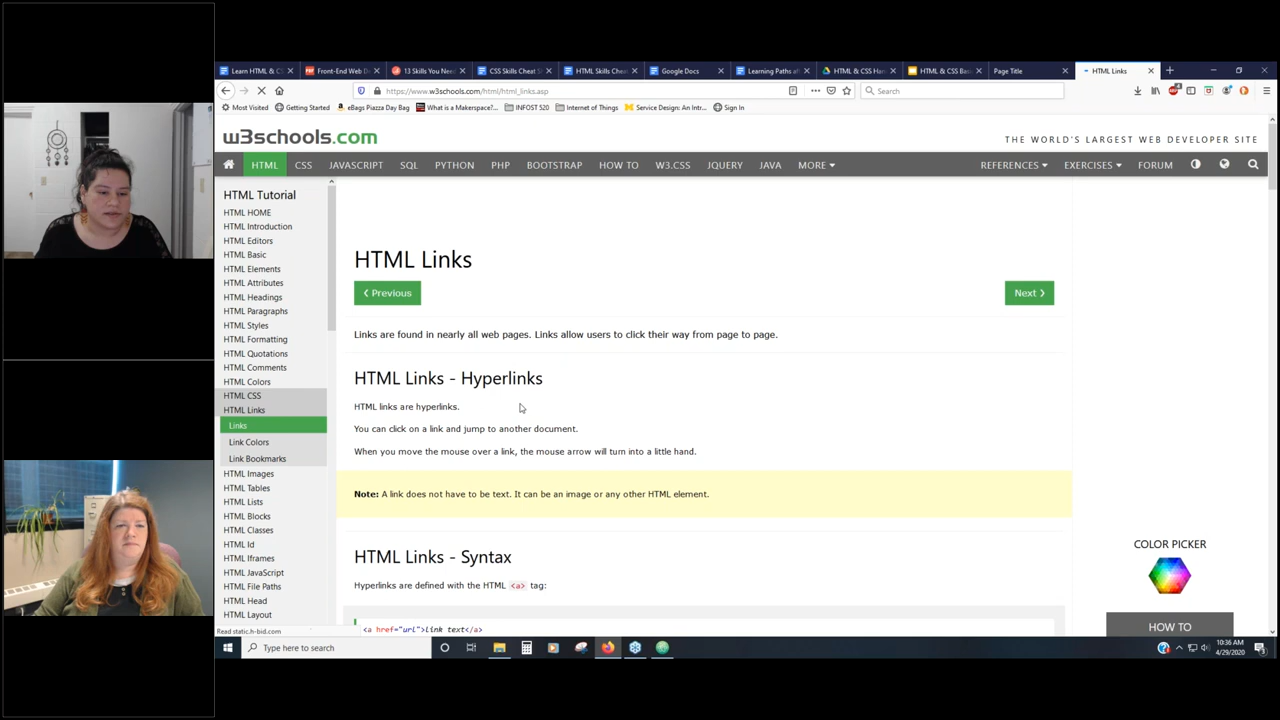 Learn HTML & C
Front-End Web D
13 Skills You Need
CSS Skills Cheat S
HTML Skills Cheat
Google Docs
Learning Paths at
HTML & CSS Han
HTML & CSS Basi
Page Title
HTML Links
https://www.w3schools.com/html/html_links.asp
Search
Most Visited
Getting Started
eBags Piazza Day Bag
What is a Makerspace?...
INFOST 520
Internet of Things
Service Design: An Intr...
Sign In
w3schools.com
THE WORLD'S LARGEST WEB DEVELOPER SITE
HTML CSS JAVASCRIPT SQL PYTHON PHP BOOTSTRAP HOW TO W3.CSS JQUERY JAVA MORE REFERENCES EXERCISES FORUM
HTML Tutorial
HTML HOME
HTML Introduction
HTML Editors
HTML Basic
HTML Elements
HTML Attributes
HTML Headings
HTML Paragraphs
HTML Styles
HTML Formatting
HTML Quotations
HTML Comments
HTML Colors
HTML CSS
HTML Links
Links
Link Colors
Link Bookmarks
HTML Images
HTML Tables
HTML Lists
HTML Blocks
HTML Classes
HTML Id
HTML Iframes
HTML JavaScript
HTML File Paths
HTML Head
HTML Layout
HTML Links
❮ Previous
Next ❯
Links are found in nearly all web pages. Links allow users to click their way from page to page.
HTML Links - Hyperlinks
HTML links are hyperlinks.
You can click on a link and jump to another document.
When you move the mouse over a link, the mouse arrow will turn into a little hand.
Note: A link does not have to be text. It can be an image or any other HTML element.
HTML Links - Syntax
Hyperlinks are defined with the HTML <a> tag:
<a href="url">link text</a>
COLOR PICKER
HOW TO
Read static.h-bid.com
Type here to search
10:36 AM
4/29/2020